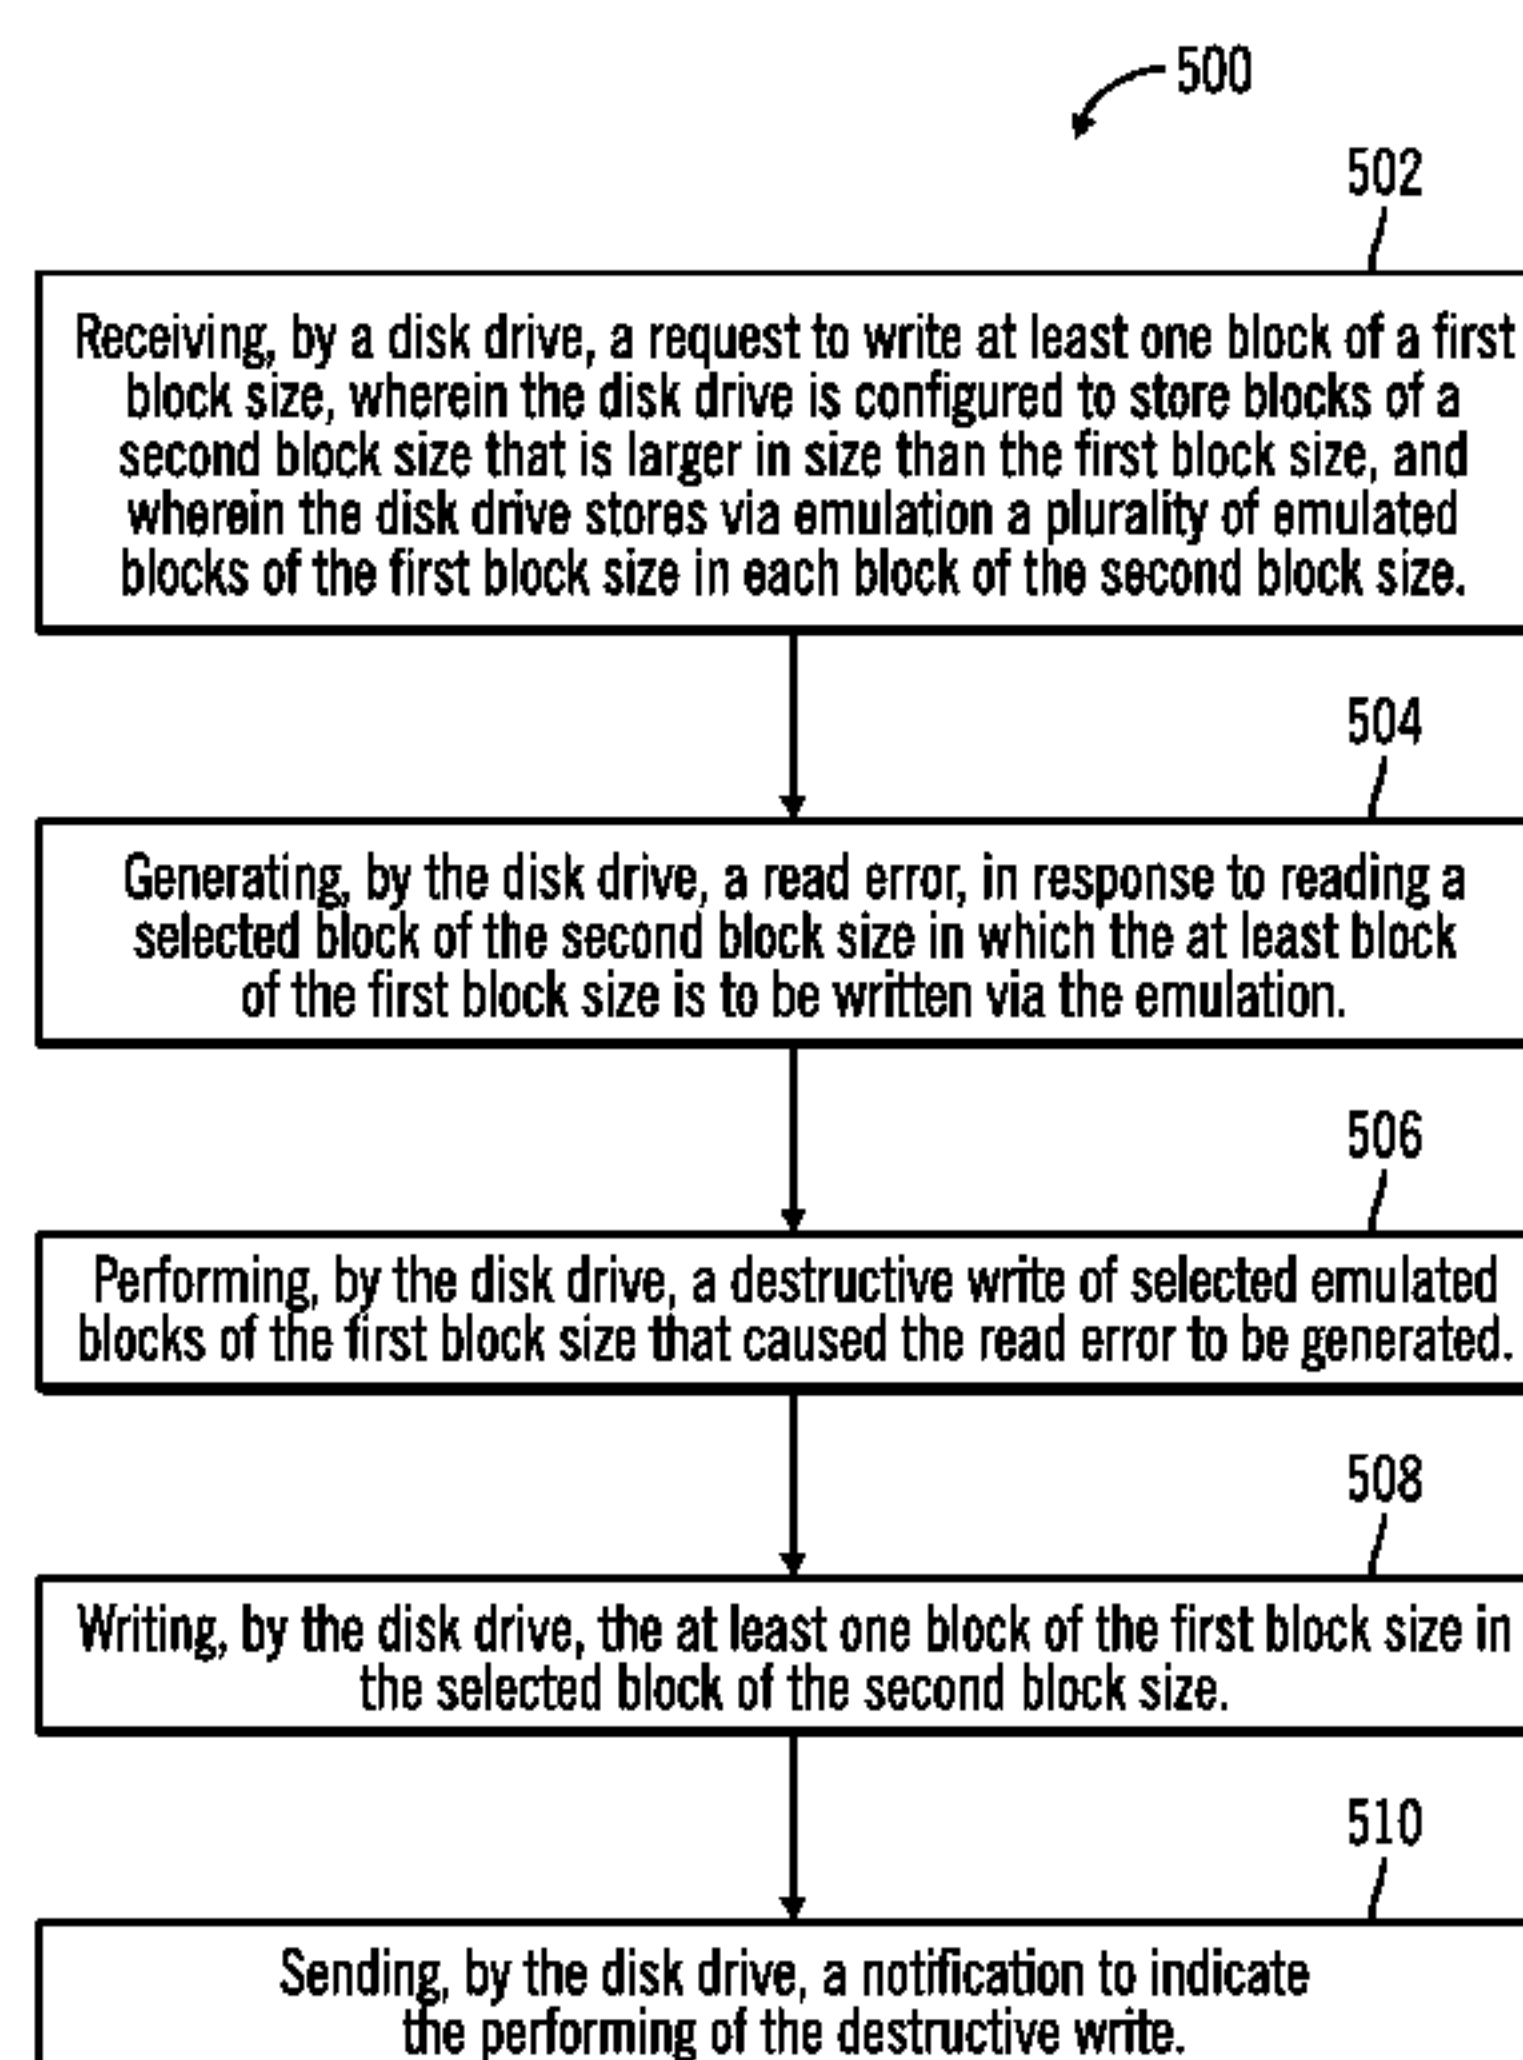 500
502
Receiving, by a disk drive, a request to write at least one block of a first
block size, wherein the disk drive is configured to store blocks of a
second block size that is larger in size than the first block size, and
wherein the disk drive stores via emulation a plurality of emulated
blocks of the first block size in each block of the second block size.
504
Generating, by the disk drive, a read error, in response to reading a
selected block of the second block size in which the at least block
of the first block size is to be written via the emulation.
506
Performing, by the disk drive, a destructive write of selected emulated
blocks of the first block size that caused the read error to be generated.
508
Writing, by the disk drive, the at least one block of the first block size in
the selected block of the second block size.
510
Sending, by the disk drive, a notification to indicate
the performing of the destructive write.